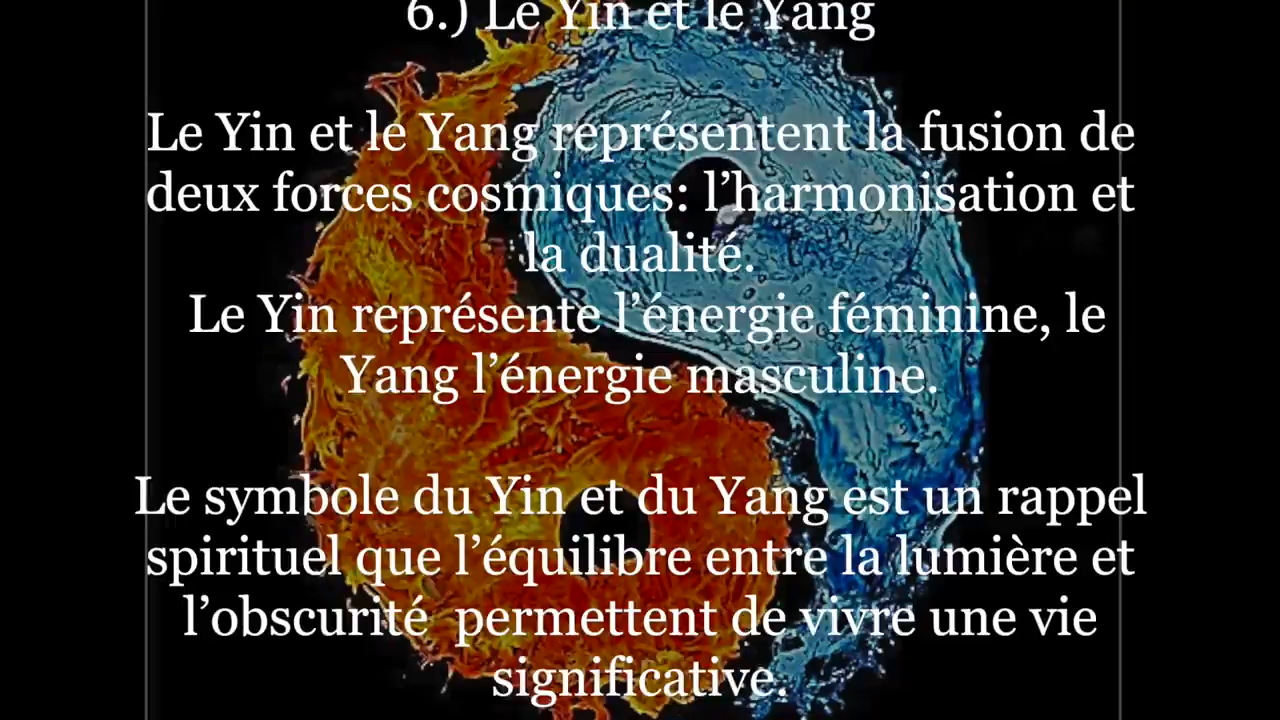 6.) Le Yin et le Yang
Le Yin et le Yang représentent la fusion de
deux forces cosmiques: l’harmonisation et
la dualité.
Le Yin représente l’énergie féminine, le
Yang l’énergie masculine.
Le symbole du Yin et du Yang est un rappel
spirituel que l’équilibre entre la lumière et
l’obscurité  permettent de vivre une vie
significative.